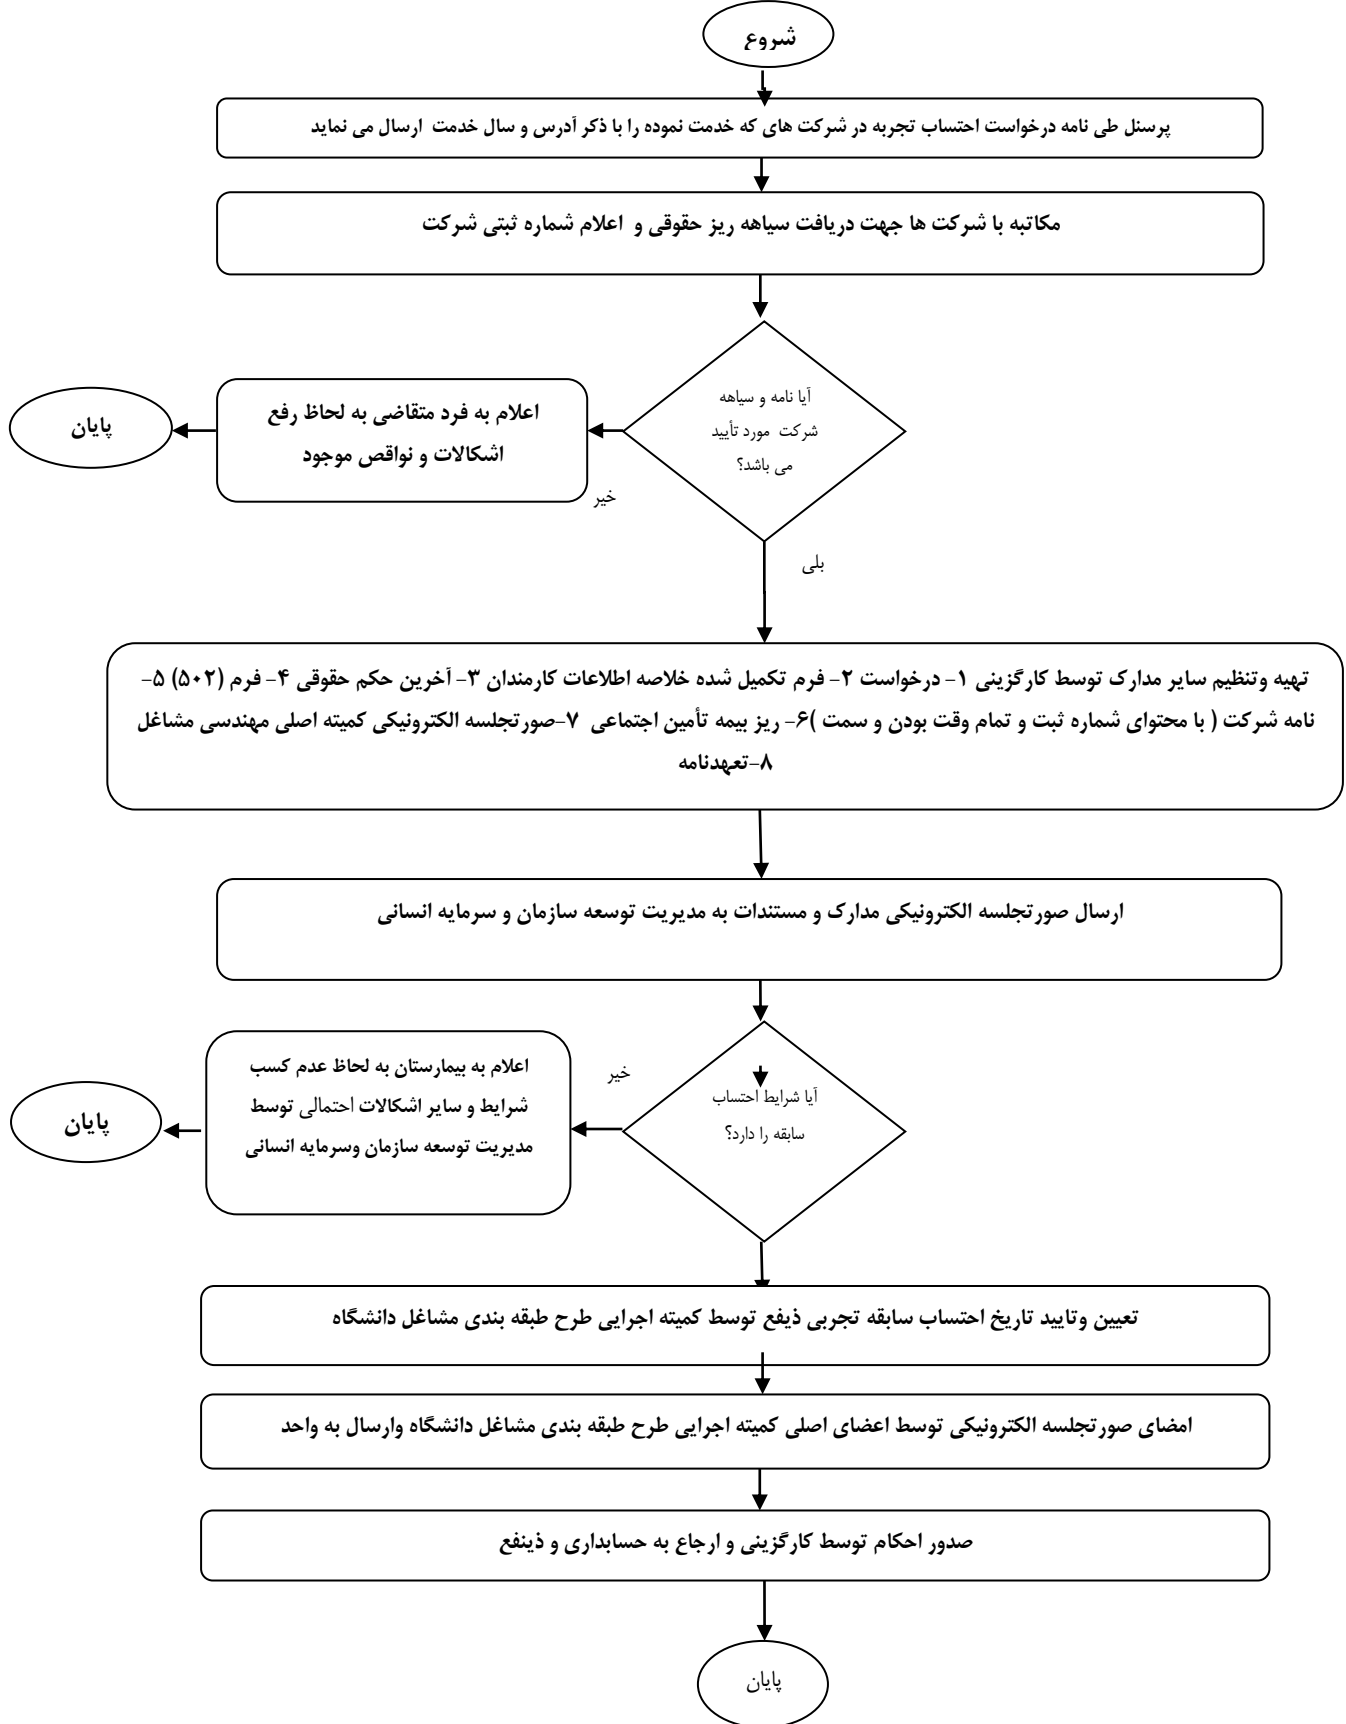 شروع
پرسنل طی نامه درخواست احتساب تجربه در شرکت های که خدمت نموده را با ذکر آدرس و سال خدمت ارسال می نماید
مکاتبه با شرکت ها جهت دریافت سیاهه ریز حقوقی و اعلام شماره ثبتی شرکت
آیا نامه و سیاهه
شرکت مورد تأیید
می باشد؟
خیر
اعلام به فرد متقاضی به لحاظ رفع
اشکالات و نواقص موجود
پایان
بلی
تهیه وتنظیم سایر مدارک توسط کارگزینی ۱- درخواست ۲- فرم تکمیل شده خلاصه اطلاعات کارمندان ۳- آخرین حکم حقوقی ۴- فرم (۵۰۲) ۵-
نامه شرکت ( با محتوای شماره ثبت و تمام وقت بودن و سمت )۶- ریز بیمه تأمین اجتماعی ۷-صورتجلسه الکترونیکی کمیته اصلی مهندسی مشاغل
۸-تعهدنامه
ارسال صورتجلسه الکترونیکی مدارک و مستندات به مدیریت توسعه سازمان و سرمایه انسانی
آیا شرایط احتساب
سابقه را دارد؟
خیر
اعلام به بیمارستان به لحاظ عدم کسب
شرایط و سایر اشکالات احتمالی توسط
مدیریت توسعه سازمان وسرمایه انسانی
پایان
تعیین وتایید تاریخ احتساب سابقه تجربی ذیفع توسط کمیته اجرایی طرح طبقه بندی مشاغل دانشگاه
امضای صورتجلسه الکترونیکی توسط اعضای اصلی کمیته اجرایی طرح طبقه بندی مشاغل دانشگاه وارسال به واحد
صدور احکام توسط کارگزینی و ارجاع به حسابداری و ذینفع
پایان